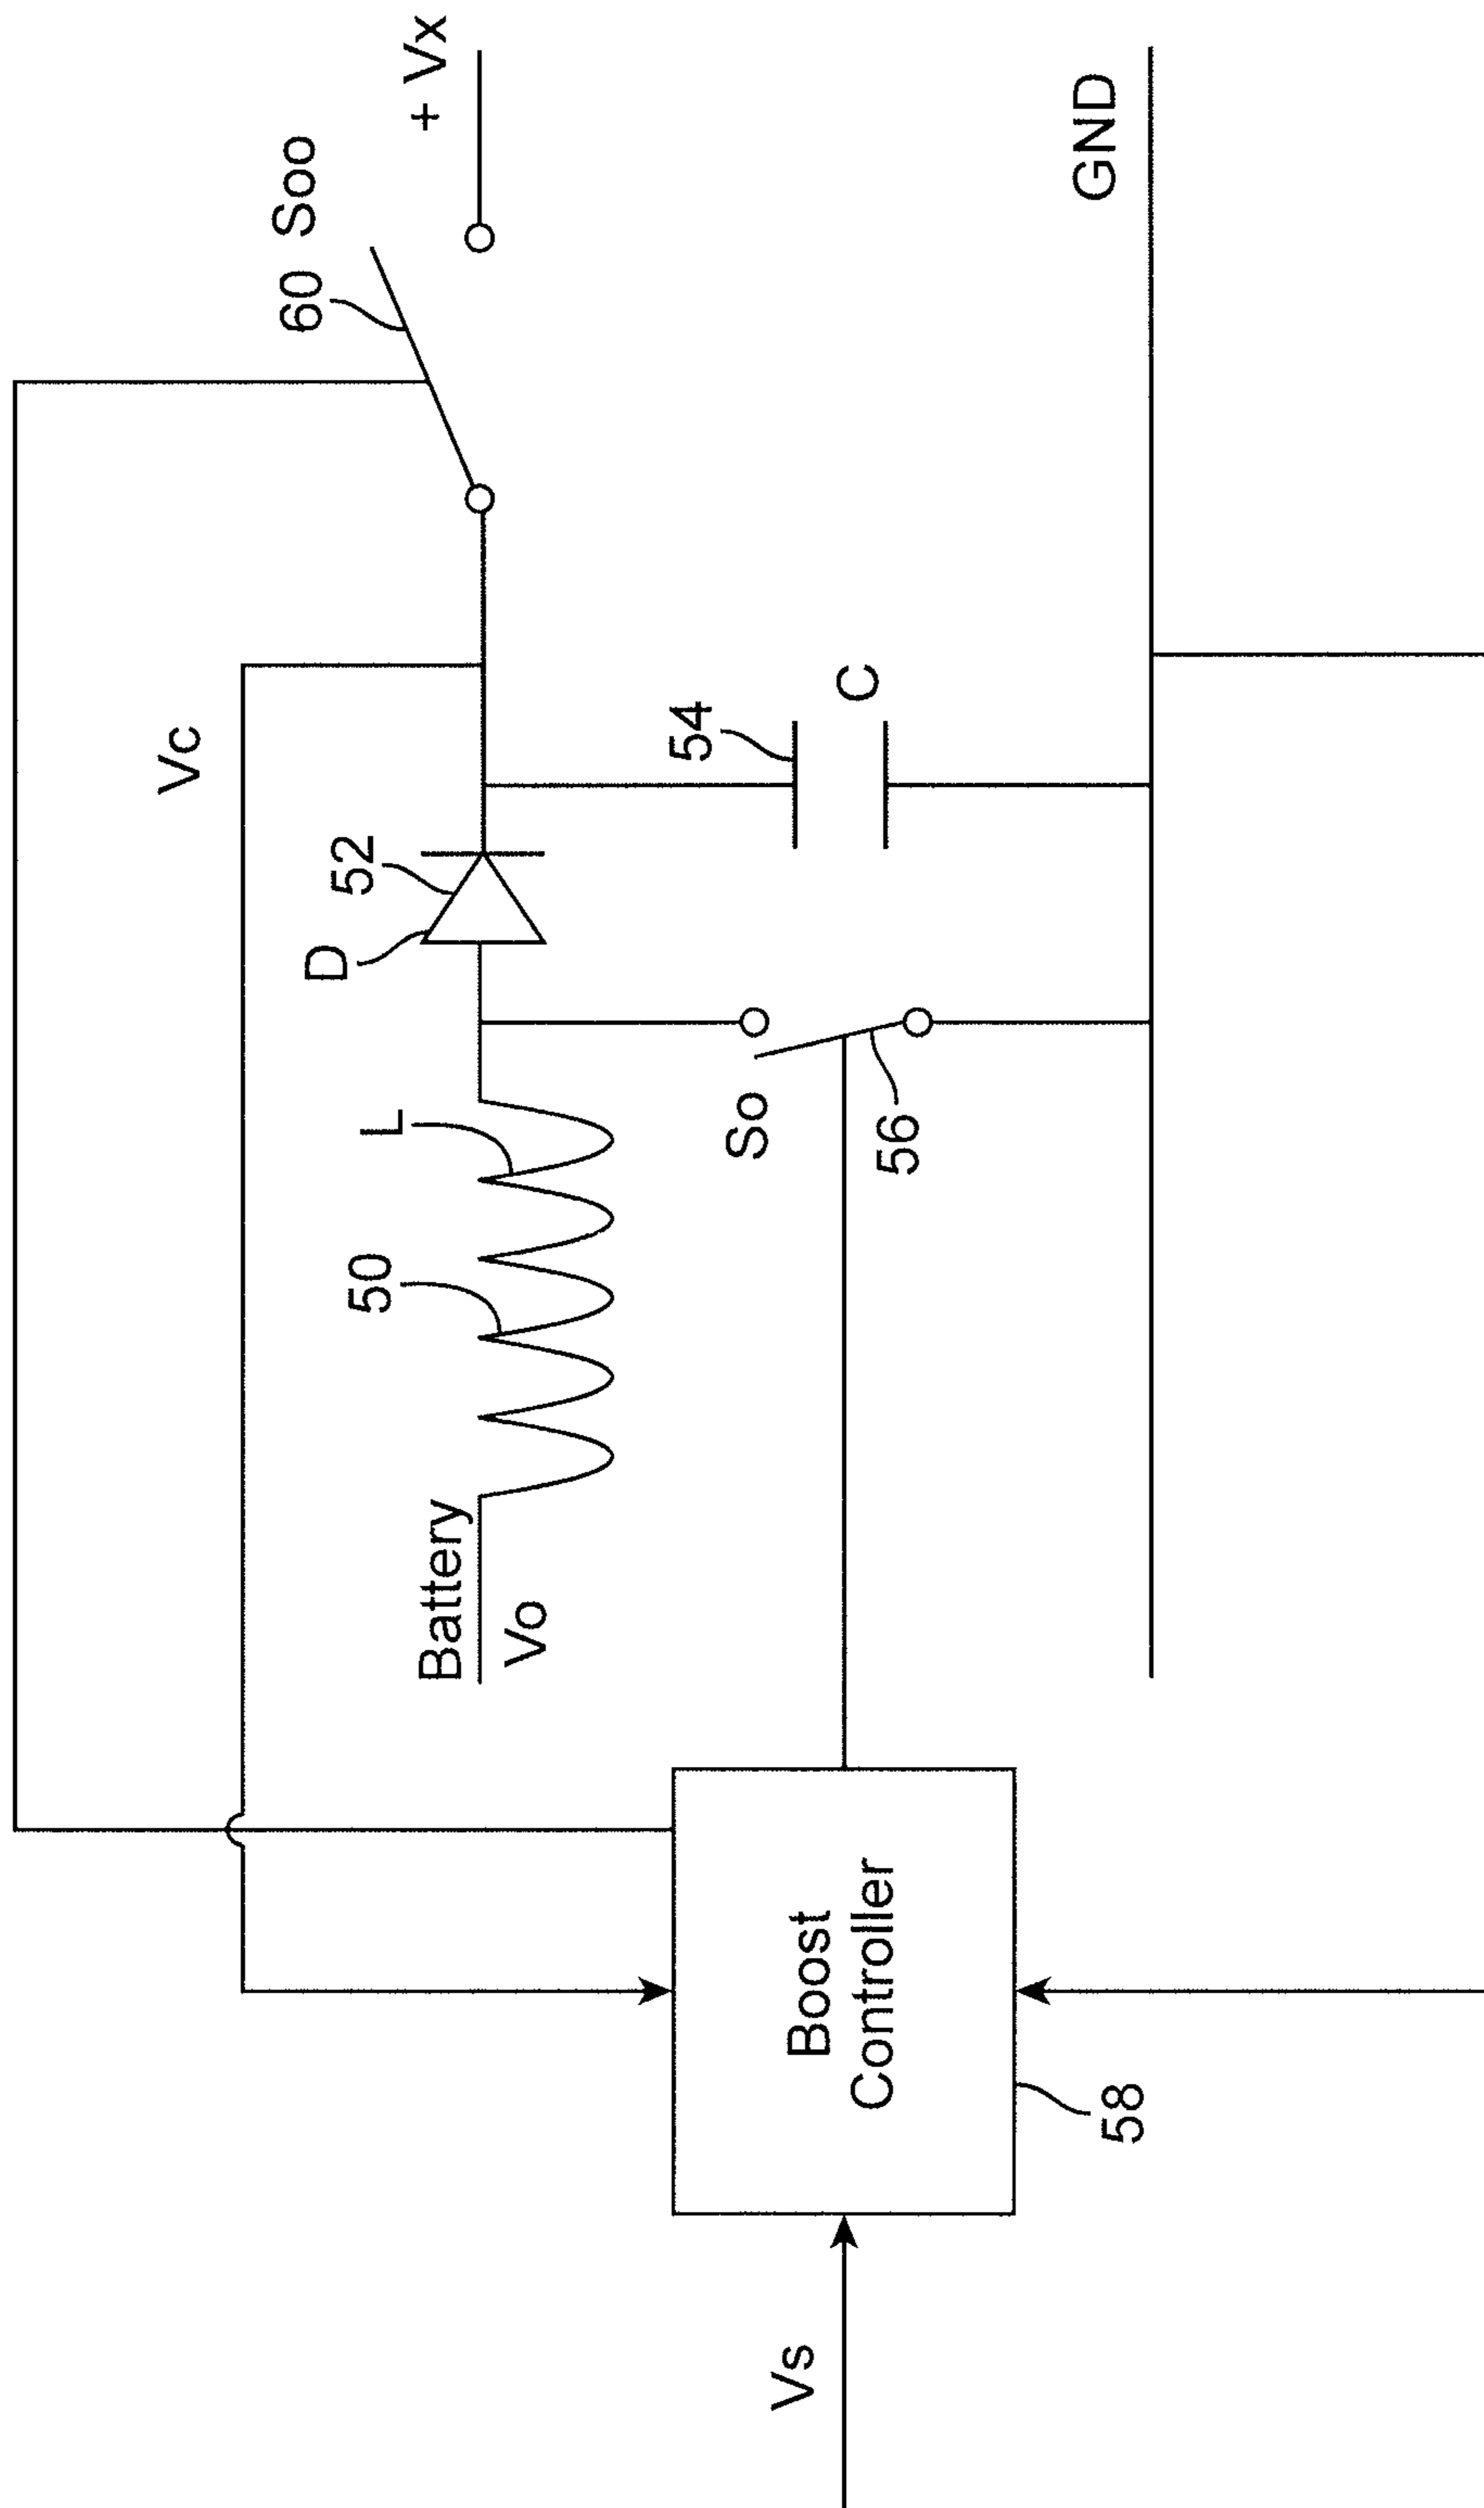 Vs
Boost
Controller
58
Battery
Vo
50
L
So
56
D
52
Vc
54
C
60 Soo
+ Vx
GND